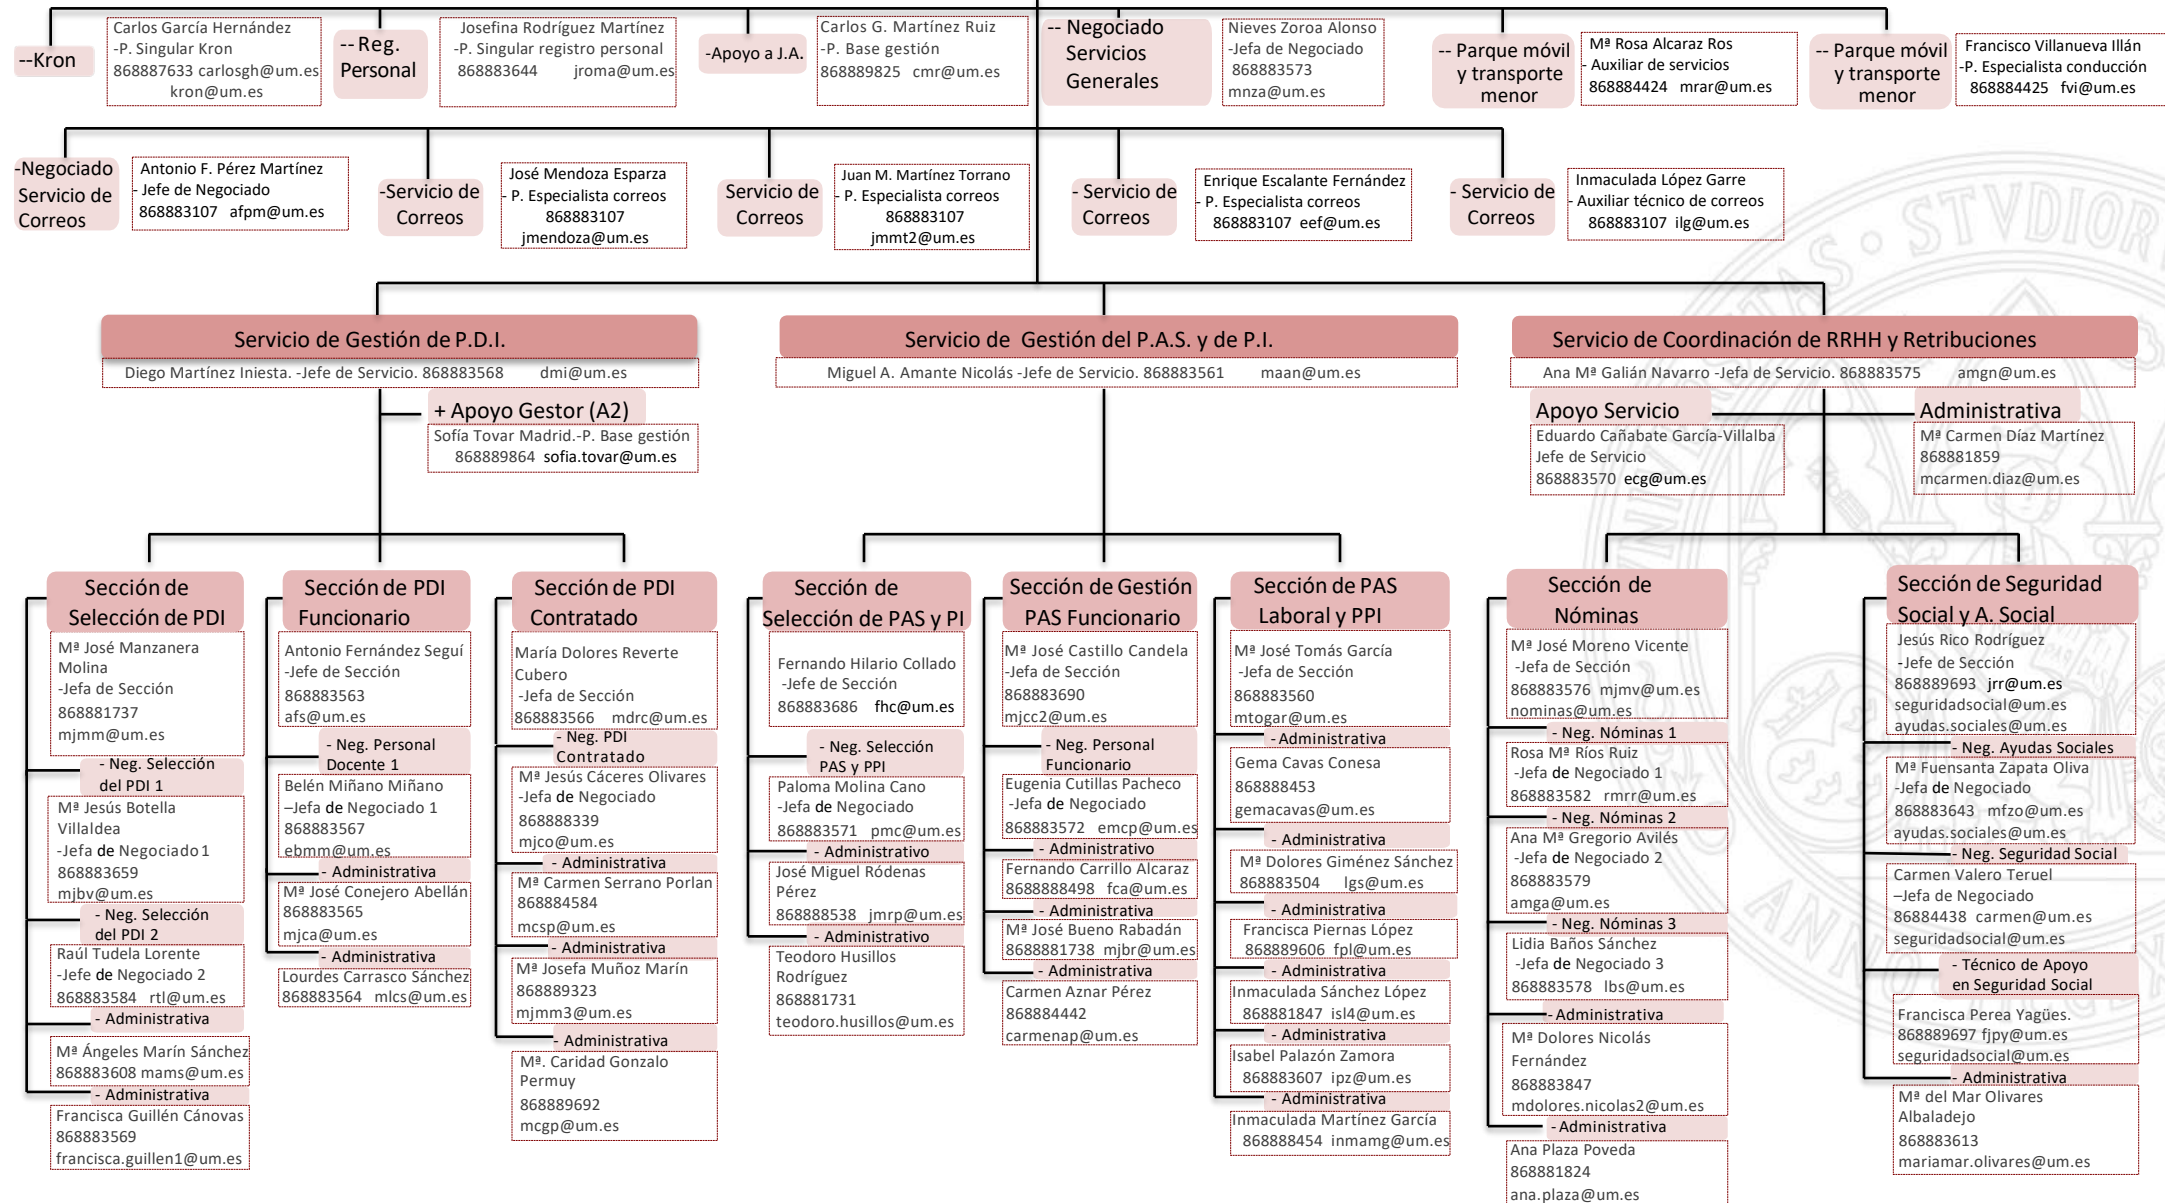 --Kron
Carlos García Hernández
-P. Singular Kron
868887633 carlosgh@um.es
kron@um.es
-- Reg.
Personal
Josefina Rodríguez Martínez
-P. Singular registro personal
868883644 jroma@um.es
-Apoyo a J.A.
Carlos G. Martínez Ruiz
-P. Base gestión
868889825 cmr@um.es
-- Negociado
Servicios
Generales
Nieves Zoroa Alonso
-Jefa de Negociado
868883573
mnza@um.es
-- Parque móvil
y transporte
menor
Mª Rosa Alcaraz Ros
- Auxiliar de servicios
868884424 mrar@um.es
-- Parque móvil
y transporte
menor
Francisco Villanueva Illán
-P. Especialista conducción
868884425 fvi@um.es
-Negociado
Servicio de
Correos
Antonio F. Pérez Martínez
- Jefe de Negociado
868883107 afpm@um.es
-Servicio de
Correos
José Mendoza Esparza
- P. Especialista correos
868883107
jmendoza@um.es
Servicio de
Correos
Juan M. Martínez Torrano
- P. Especialista correos
868883107
jmmt2@um.es
- Servicio de
Correos
Enrique Escalante Fernández
- P. Especialista correos
868883107 eef@um.es
- Servicio de
Correos
Inmaculada López Garre
- Auxiliar técnico de correos
868883107 ilg@um.es
Servicio de Gestión de P.D.I.
Diego Martínez Iniesta. -Jefe de Servicio. 868883568 dmi@um.es
+ Apoyo Gestor (A2)
Sofía Tovar Madrid.-P. Base gestión
868889864 sofia.tovar@um.es
Servicio de Gestión del P.A.S. y de P.I.
Miguel A. Amante Nicolás -Jefe de Servicio. 868883561 maan@um.es
Servicio de Coordinación de RRHH y Retribuciones
Ana Mª Galián Navarro -Jefa de Servicio. 868883575 amgn@um.es
Apoyo Servicio
Eduardo Cañabate García-Villalba
Jefe de Servicio
868883570 ecg@um.es
Administrativa
Mª Carmen Díaz Martínez
868881859
mcarmen.diaz@um.es
Sección de
Selección de PDI
Mª José Manzanera
Molina
-Jefa de Sección
868881737
mjmm@um.es
- Neg. Selección
del PDI 1
Mª Jesús Botella
Villaldea
-Jefa de Negociado1
868883659
mjbv@um.es
- Neg. Selección
del PDI 2
Raúl Tudela Lorente
-Jefe de Negociado 2
868883584 rtl@um.es
- Administrativa
Mª Ángeles Marín Sánchez
868883608 mams@um.es
- Administrativa
Francisca Guillén Cánovas
868883569
francisca.guillen1@um.es
Sección de PDI
Funcionario
Antonio Fernández Seguí
-Jefe de Sección
868883563
afs@um.es
- Neg. Personal
Docente 1
Belén Miñano Miñano
–Jefa de Negociado 1
868883567
ebmm@um.es
- Administrativa
Mª José Conejero Abellán
868883565
mjca@um.es
- Administrativa
Lourdes Carrasco Sánchez
868883564 mlcs@um.es
Sección de PDI
Contratado
María Dolores Reverte
Cubero
-Jefa de Sección
868883566 mdrc@um.es
- Neg. PDI
Contratado
Mª Jesús Cáceres Olivares
-Jefa de Negociado
868888339
mjco@um.es
- Administrativa
Mª Carmen Serrano Porlan
868884584
mcsp@um.es
- Administrativa
Mª Josefa Muñoz Marín
868889323
mjmm3@um.es
- Administrativa
Mª. Caridad Gonzalo
Permuy
868889692
mcgp@um.es
Sección de
Selección de PAS y PI
Fernando Hilario Collado
-Jefe de Sección
868883686 fhc@um.es
- Neg. Selección
PAS y PPI
Paloma Molina Cano
-Jefa de Negociado
868883571 pmc@um.es
- Administrativo
José Miguel Ródenas
Pérez
868888538 jmrp@um.es
- Administrativo
Teodoro Husillos
Rodríguez
868881731
teodoro.husillos@um.es
Sección de Gestión
PAS Funcionario
Mª José Castillo Candela
-Jefa de Sección
868883690
mjcc2@um.es
- Neg. Personal
Funcionario
Eugenia Cutillas Pacheco
-Jefa de Negociado
868883572 emcp@um.es
- Administrativo
Fernando Carrillo Alcaraz
8688888498 fca@um.es
- Administrativa
Mª José Bueno Rabadán
8688881738 mjbr@um.es
- Administrativa
Carmen Aznar Pérez
868884442
carmenap@um.es
Sección de PAS
Laboral y PPI
Mª José Tomás García
-Jefa de Sección
868883560
mtogar@um.es
- Administrativa
Gema Cavas Conesa
868888453
gemacavas@um.es
- Administrativa
Mª Dolores Giménez Sánchez
868883504 lgs@um.es
- Administrativa
Francisca Piernas López
868889606 fpl@um.es
- Administrativa
Inmaculada Sánchez López
868881847 isl4@um.es
- Administrativa
Isabel Palazón Zamora
868883607 ipz@um.es
- Administrativa
Inmaculada Martínez García
868888454 inmamg@um.es
Sección de
Nóminas
Mª José Moreno Vicente
-Jefa de Sección
868883576 mjmv@um.es
nominas@um.es
- Neg. Nóminas 1
Rosa Mª Ríos Ruiz
-Jefa de Negociado 1
868883582 rmrr@um.es
- Neg. Nóminas 2
Ana Mª Gregorio Avilés
-Jefa de Negociado 2
868883579
amga@um.es
- Neg. Nóminas 3
Lidia Baños Sánchez
-Jefa de Negociado 3
868883578 lbs@um.es
- Administrativa
Mª Dolores Nicolás
Fernández
868883847
mdolores.nicolas2@um.es
- Administrativa
Ana Plaza Poveda
868881824
ana.plaza@um.es
Sección de Seguridad
Social y A. Social
Jesús Rico Rodríguez
-Jefe de Sección
868889693 jrr@um.es
seguridadsocial@um.es
ayudas.sociales@um.es
- Neg. Ayudas Sociales
Mª Fuensanta Zapata Oliva
-Jefa de Negociado
868883643 mfzo@um.es
ayudas.sociales@um.es
- Neg. Seguridad Social
Carmen Valero Teruel
–Jefa de Negociado
86884438 carmen@um.es
seguridadsocial@um.es
- Técnico de Apoyo
en Seguridad Social
Francisca Perea Yagües.
868889697 fjpy@um.es
seguridadsocial@um.es
- Administrativa
Mª del Mar Olivares
Albaladejo
868883613
mariamar.olivares@um.es